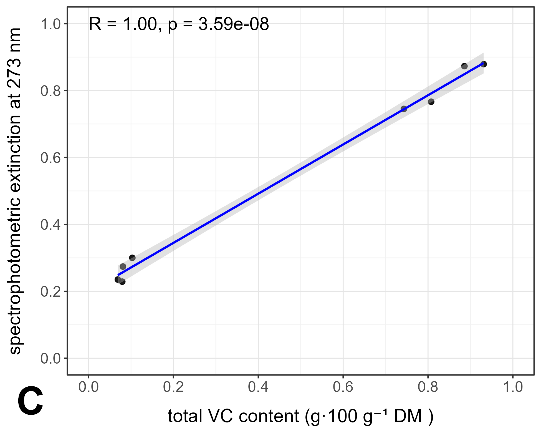 R = 1.00, p = 3.59e-08
spectrophotometric extinction at 273 nm
1.0
0.8
0.6
0.4
0.2
0.0
0.0 0.2 0.4 0.6 0.8 1.0
total VC content (g·100 g⁻¹ DM )
C